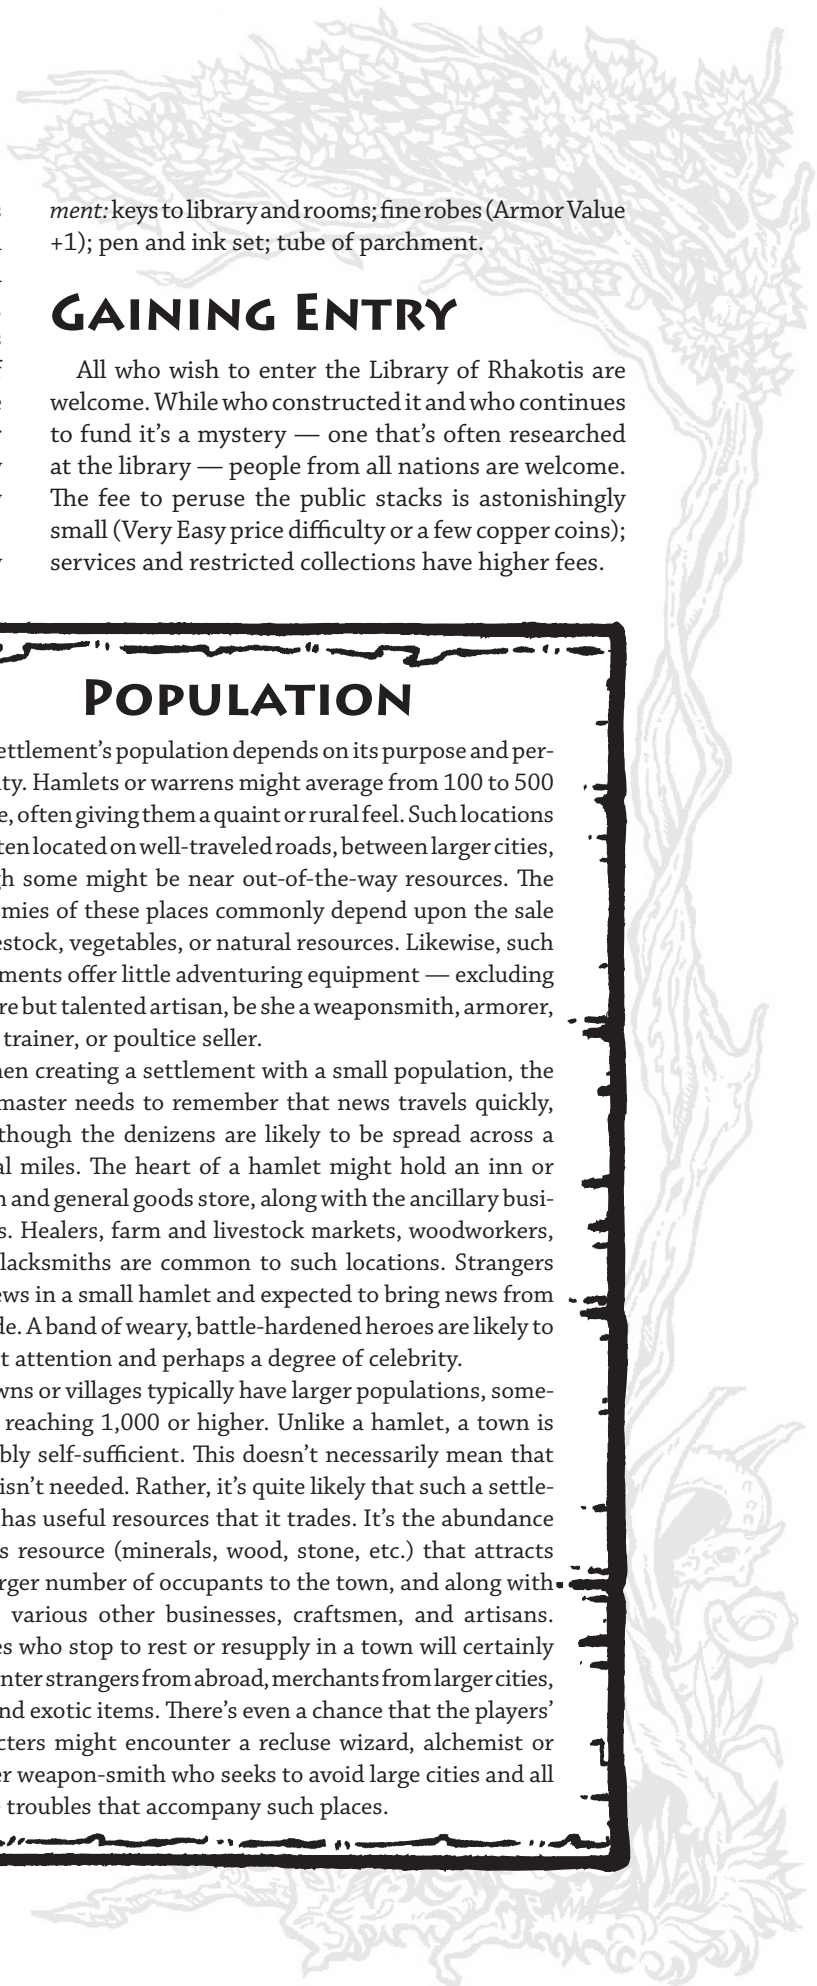 ment: keys to library and rooms; fine robes (Armor Value
+1); pen and ink set; tube of parchment.
Gaining Entry
All who wish to enter the Library of Rhakotis are
welcome. While who constructed it and who continues
to fund it's a mystery — one that's often researched
at the library — people from all nations are welcome.
The fee to peruse the public stacks is astonishingly
small (Very Easy price difficulty or a few copper coins);
services and restricted collections have higher fees.
Population
ettlement's population depends on its purpose and per-
ty. Hamlets or warrens might average from 100 to 500
e, often giving them a quaint or rural feel. Such locations
ten located on well-traveled roads, between larger cities,
gh some might be near out-of-the-way resources. The
mies of these places commonly depend upon the sale
estock, vegetables, or natural resources. Likewise, such
ments offer little adventuring equipment — excluding
re but talented artisan, be she a weaponsmith, armorer,
trainer, or poultice seller.
en creating a settlement with a small population, the
master needs to remember that news travels quickly,
though the denizens are likely to be spread across a
al miles. The heart of a hamlet might hold an inn or
n and general goods store, along with the ancillary busi-
s. Healers, farm and livestock markets, woodworkers,
lacksmiths are common to such locations. Strangers
ews in a small hamlet and expected to bring news from
de. A band of weary, battle-hardened heroes are likely to
t attention and perhaps a degree of celebrity.
wns or villages typically have larger populations, some-
reaching 1,000 or higher. Unlike a hamlet, a town is
bly self-sufficient. This doesn't necessarily mean that
isn't needed. Rather, it's quite likely that such a settle-
has useful resources that it trades. It's the abundance
s resource (minerals, wood, stone, etc.) that attracts
rger number of occupants to the town, and along with
various other businesses, craftsmen, and artisans.
es who stop to rest or resupply in a town will certainly
nter strangers from abroad, merchants from larger cities,
nd exotic items. There's even a chance that the players'
cters might encounter a recluse wizard, alchemist or
er weapon-smith who seeks to avoid large cities and all
troubles that accompany such places.